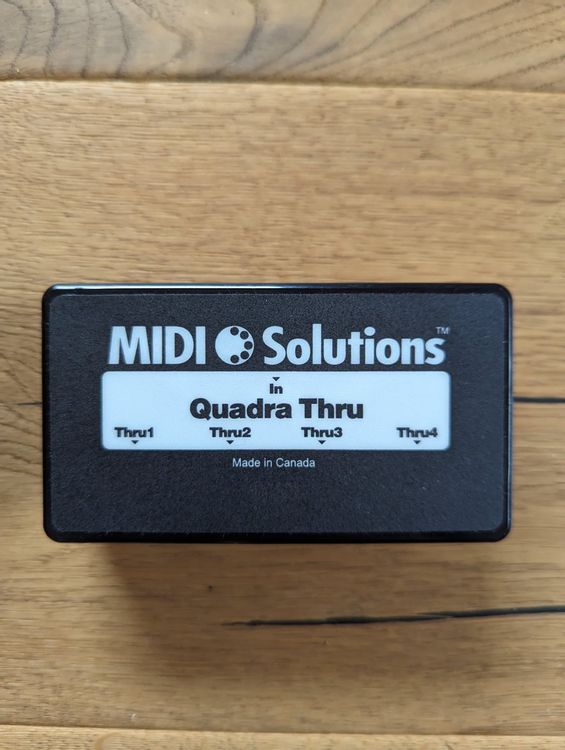 MIDI Solutions™
In
Quadra Thru
Thru1 Thru2 Thru3 Thru4
Made in Canada